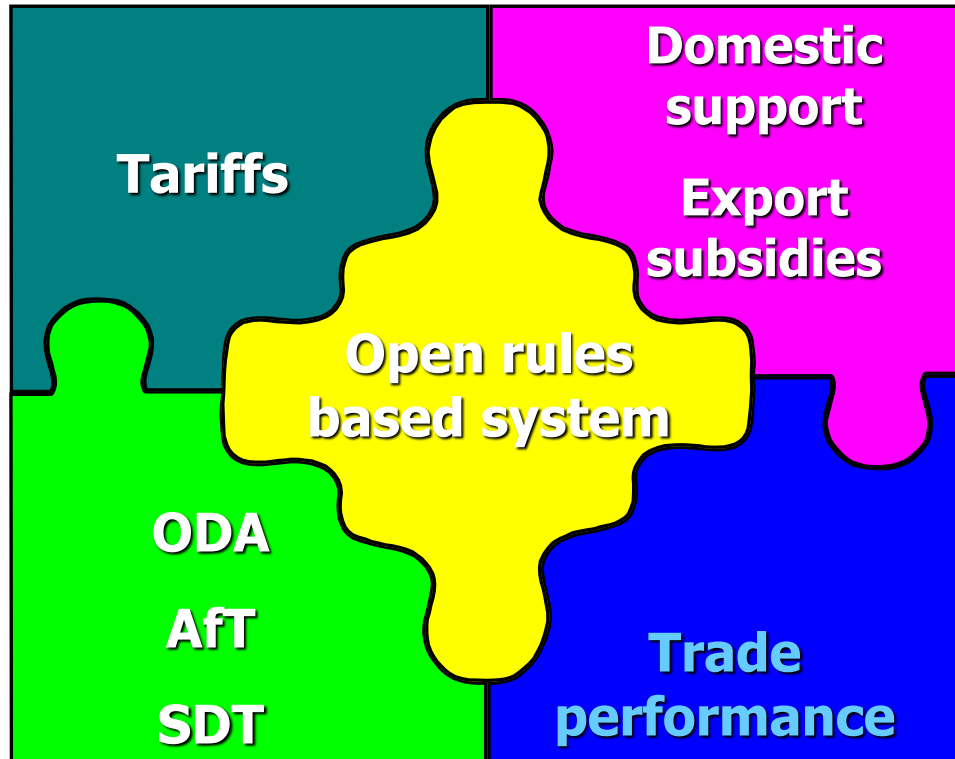 Tariffs
Domestic
support
Export
subsidies
Open rules
based system
ODA
AfT
SDT
Trade
performance